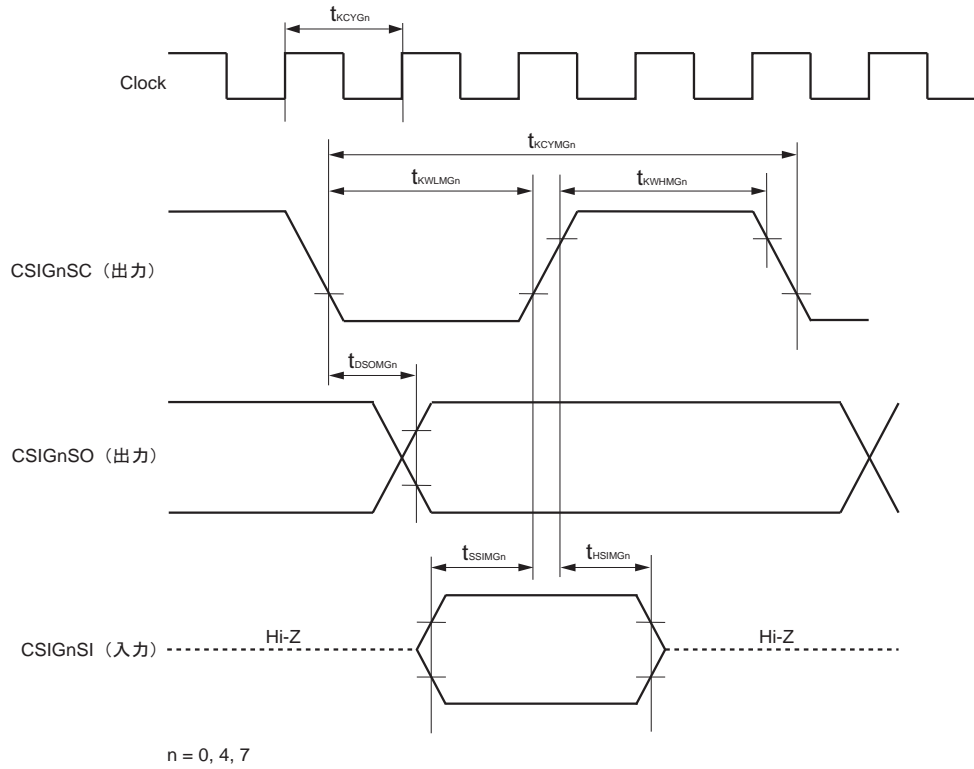 tKCYGn
Clock
tKCYMGn
tKWLMGn
tKWHMGn
CSIGnSC（出力）
tDSOMGn
CSIGnSO（出力）
tSSIMGn
tHSIMGn
Hi-Z
Hi-Z
CSIGnSI（入力）
n = 0, 4, 7